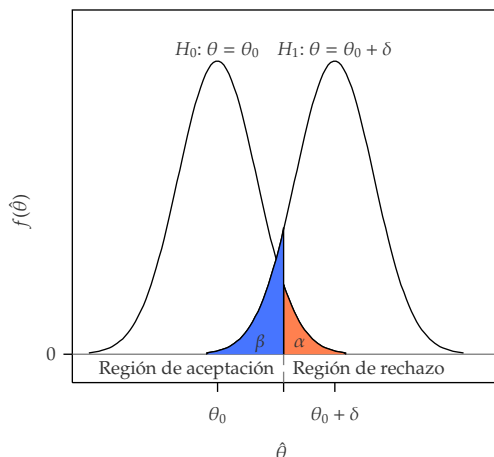 H₀: θ = θ₀ H₁: θ = θ₀ + δ
f(θ̂)
β α
0
Región de aceptación Región de rechazo
θ₀ θ₀ + δ
θ̂